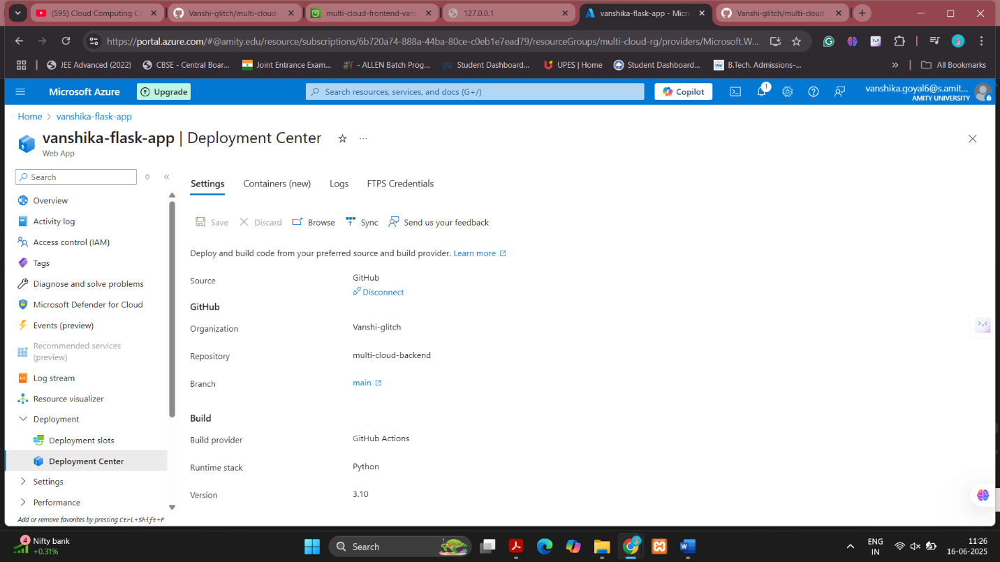 (595) Cloud Computing Co
Vanshi-glitch/multi-cloud-
multi-cloud-frontend-vans
127.0.0.1
vanshika-flask-app - Micro
Vanshi-glitch/multi-cloud
https://portal.azure.com/#@amity.edu/resource/subscriptions/6b720a74-888a-44ba-80ce-c0eb1e7ead79/resourceGroups/multi-cloud-rg/providers/Microsoft.W...
JEE Advanced (2022)
CBSE - Central Boar...
Joint Entrance Exam...
- ALLEN Batch Prog...
Student Dashboard...
UPES | Home
Student Dashboard...
B.Tech. Admissions-...
»
All Bookmarks
Microsoft Azure
Upgrade
Search resources, services, and docs (G+/)
Copilot
1
vanshika.goyal6@s.amit...
AMITY UNIVERSITY
Home > vanshika-flask-app
vanshika-flask-app | Deployment Center
Web App
Search
Overview
Activity log
Access control (IAM)
Tags
Diagnose and solve problems
Microsoft Defender for Cloud
Events (preview)
Recommended services
(preview)
Log stream
Resource visualizer
Deployment
Deployment slots
Deployment Center
Settings
Performance
Add or remove favorites by pressing Ctrl+Shift+F
Settings
Containers (new)
Logs
FTPS Credentials
Save
Discard
Browse
Sync
Send us your feedback
Deploy and build code from your preferred source and build provider. Learn more
Source
GitHub
Disconnect
GitHub
Organization
Vanshi-glitch
Repository
multi-cloud-backend
Branch
main
Build
Build provider
GitHub Actions
Runtime stack
Python
Version
3.10
4
Nifty bank
+0.31%
Search
ENG
IN
11:26
16-06-2025